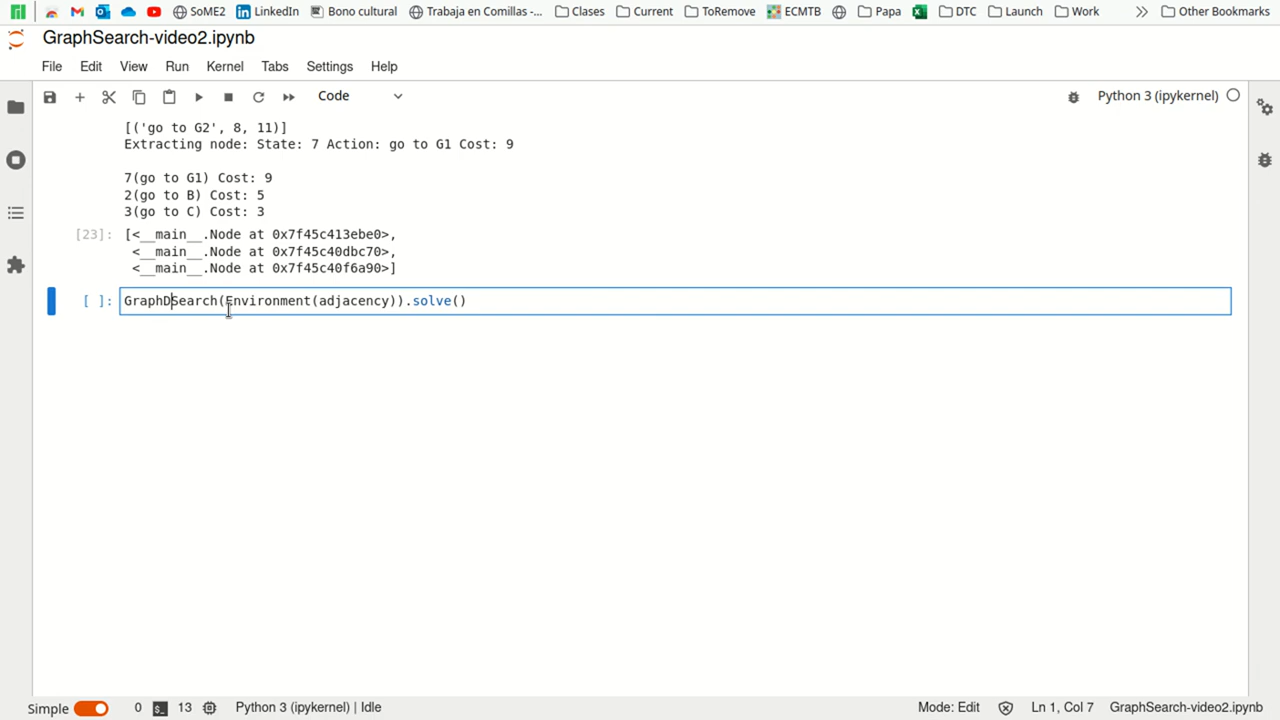 SoME2 LinkedIn Bono cultural Trabaja en Comillas -... Clases Current ToRemove ECMTB Papa DTC Launch Work Other Bookmarks
GraphSearch-video2.ipynb
File Edit View Run Kernel Tabs Settings Help
Code Python 3 (ipykernel)
[('go to G2', 8, 11)]
Extracting node: State: 7 Action: go to G1 Cost: 9
7(go to G1) Cost: 9
2(go to B) Cost: 5
3(go to C) Cost: 3
[23]: [<__main__.Node at 0x7f45c413ebe0>,
<__main__.Node at 0x7f45c40dbc70>,
<__main__.Node at 0x7f45c40f6a90>]
[ ]: GraphDSearch(Environment(adjacency)).solve()
Simple 0 13 Python 3 (ipykernel) | Idle Mode: Edit Ln 1, Col 7 GraphSearch-video2.ipynb